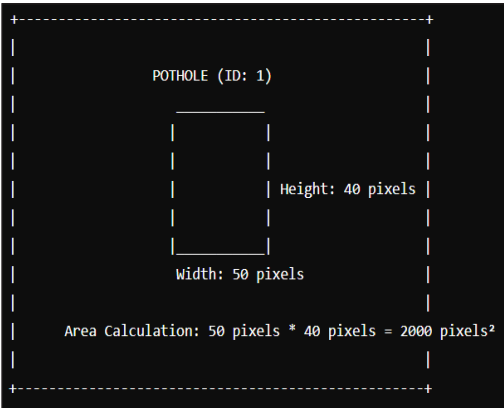 POTHOLE (ID: 1)
Height: 40 pixels
Width: 50 pixels
Area Calculation: 50 pixels * 40 pixels = 2000 pixels²